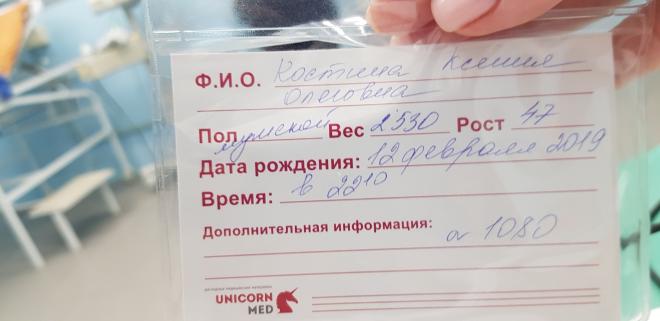 Ф.И.О. Костина Ксения
Олеговна
Пол мужской Вес 2530 Рост 47
Дата рождения: 12 февраля 2019
Время: в 22 10
Дополнительная информация: а 1080
UNICORN
MED